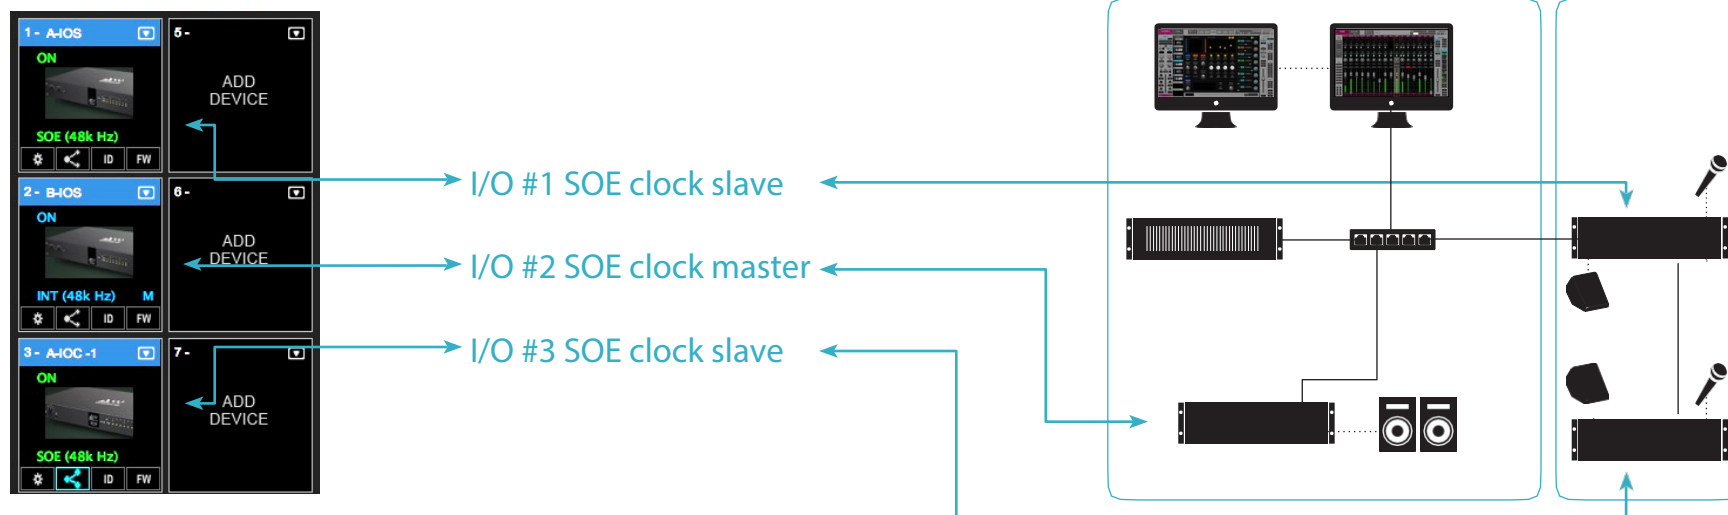 1 - A-IOS
ON
SOE (48k Hz)
ID FW
5 -
ADD
DEVICE
2 - B-IOS
ON
INT (48k Hz) M
ID FW
6 -
ADD
DEVICE
3 - A-IOC -1
ON
SOE (48k Hz)
ID FW
7 -
ADD
DEVICE
I/O #1 SOE clock slave
I/O #2 SOE clock master
I/O #3 SOE clock slave